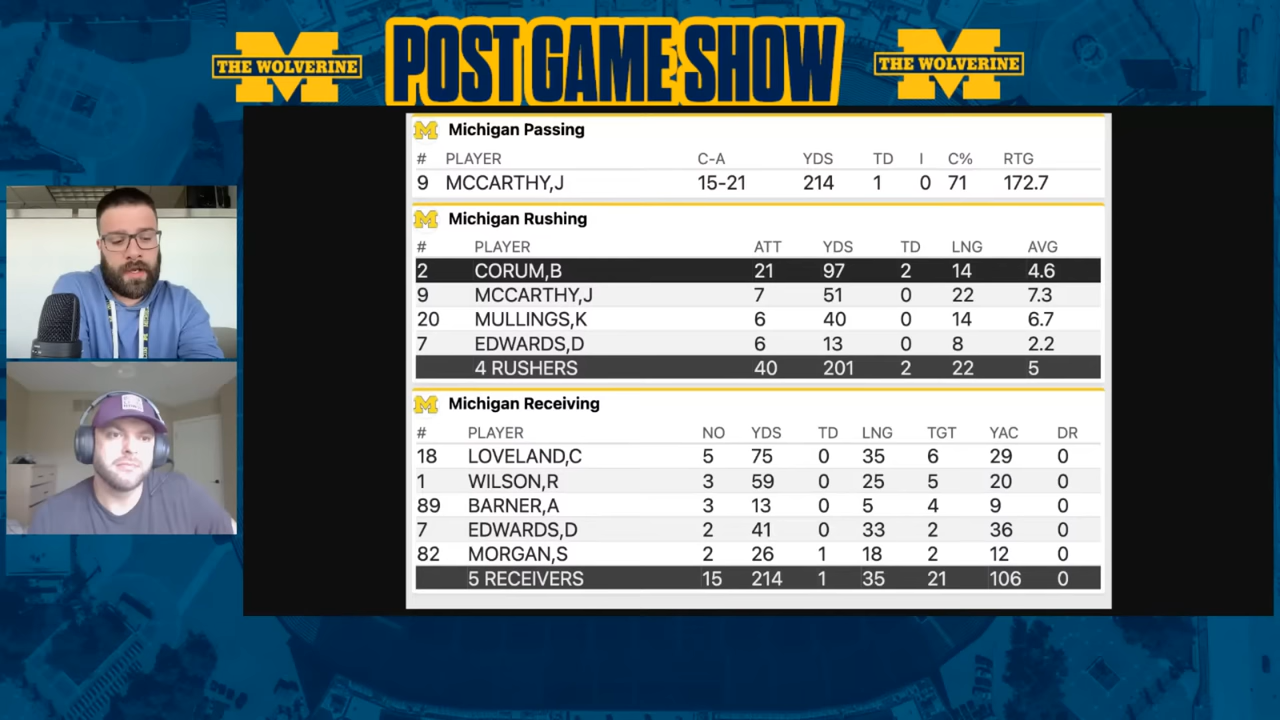 THE WOLVERINE
POST GAME SHOW
THE WOLVERINE
Michigan Passing
# PLAYER C-A YDS TD I C% RTG
9 MCCARTHY,J 15-21 214 1 0 71 172.7
Michigan Rushing
# PLAYER ATT YDS TD LNG AVG
2 CORUM,B 21 97 2 14 4.6
9 MCCARTHY,J 7 51 0 22 7.3
20 MULLINGS,K 6 40 0 14 6.7
7 EDWARDS,D 6 13 0 8 2.2
4 RUSHERS 40 201 2 22 5
Michigan Receiving
# PLAYER NO YDS TD LNG TGT YAC DR
18 LOVELAND,C 5 75 0 35 6 29 0
1 WILSON,R 3 59 0 25 5 20 0
89 BARNER,A 3 13 0 5 4 9 0
7 EDWARDS,D 2 41 0 33 2 36 0
82 MORGAN,S 2 26 1 18 2 12 0
5 RECEIVERS 15 214 1 35 21 106 0